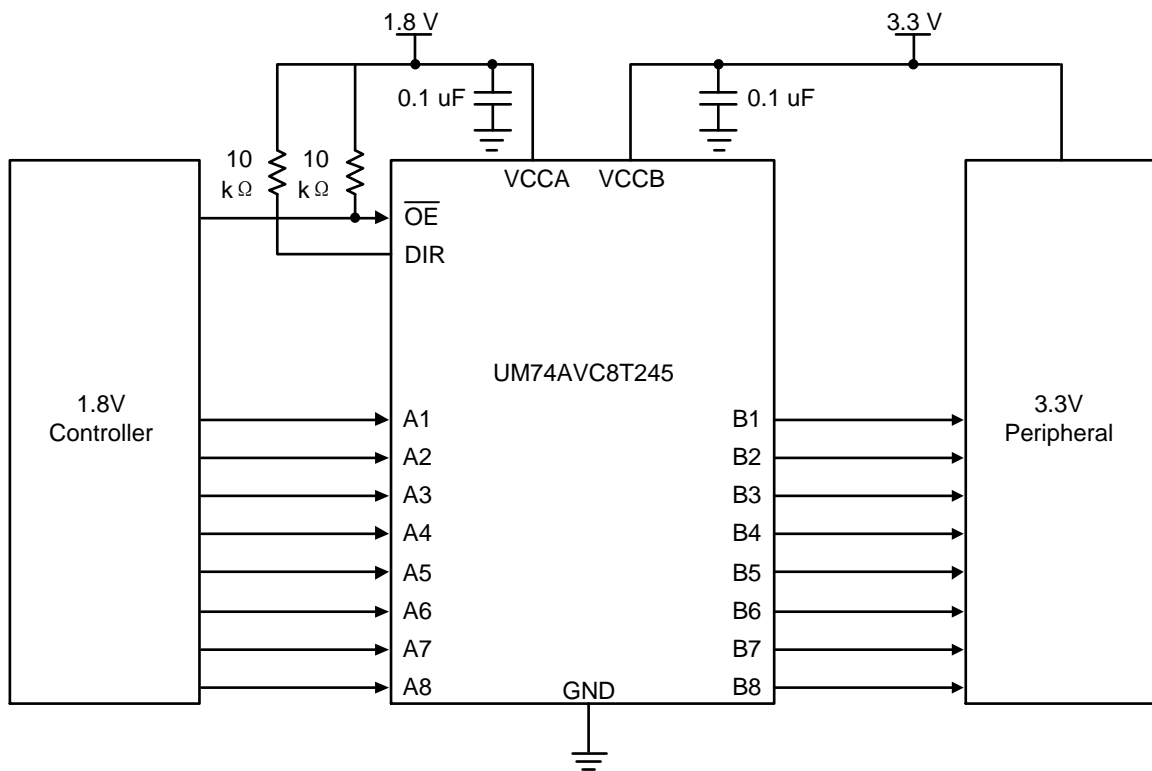 1.8 V
3.3 V
0.1 uF
0.1 uF
10
kΩ
10
kΩ
VCCA
VCCB
OE
DIR
UM74AVC8T245
1.8V
Controller
3.3V
Peripheral
A1
B1
A2
B2
A3
B3
A4
B4
A5
B5
A6
B6
A7
B7
A8
B8
GND